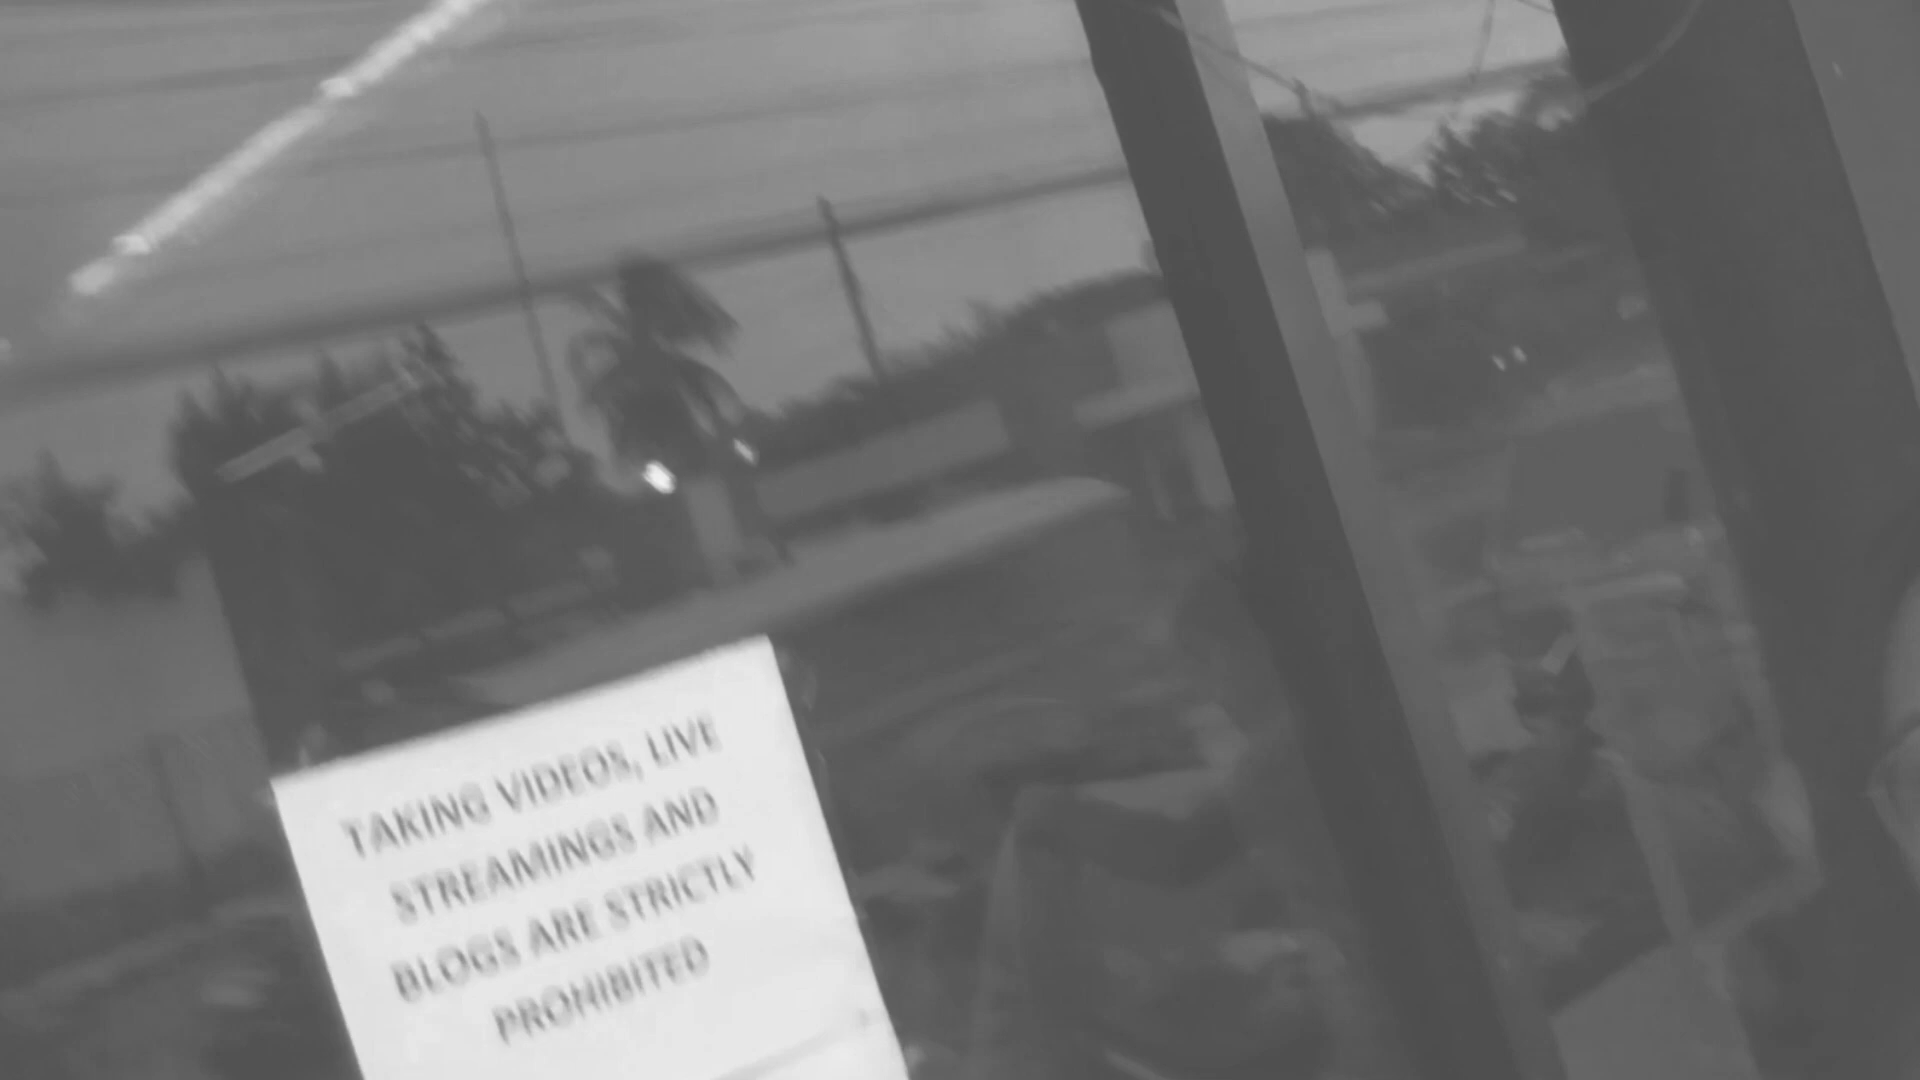 TAKING VIDEOS, LIVE
STREAMINGS AND
BLOGS ARE STRICTLY
PROHIBITED